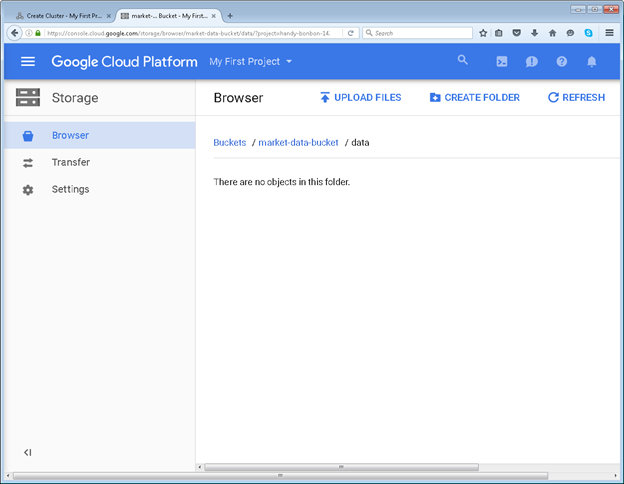 Create Cluster - My First Pr... market-... Bucket - My First...
https://console.cloud.google.com/storage/browser/market-data-bucket/data/?project=handy-bonbon-14 Search
Google Cloud Platform My First Project
Storage Browser UPLOAD FILES CREATE FOLDER REFRESH
Browser
Buckets / market-data-bucket / data
Transfer
There are no objects in this folder.
Settings